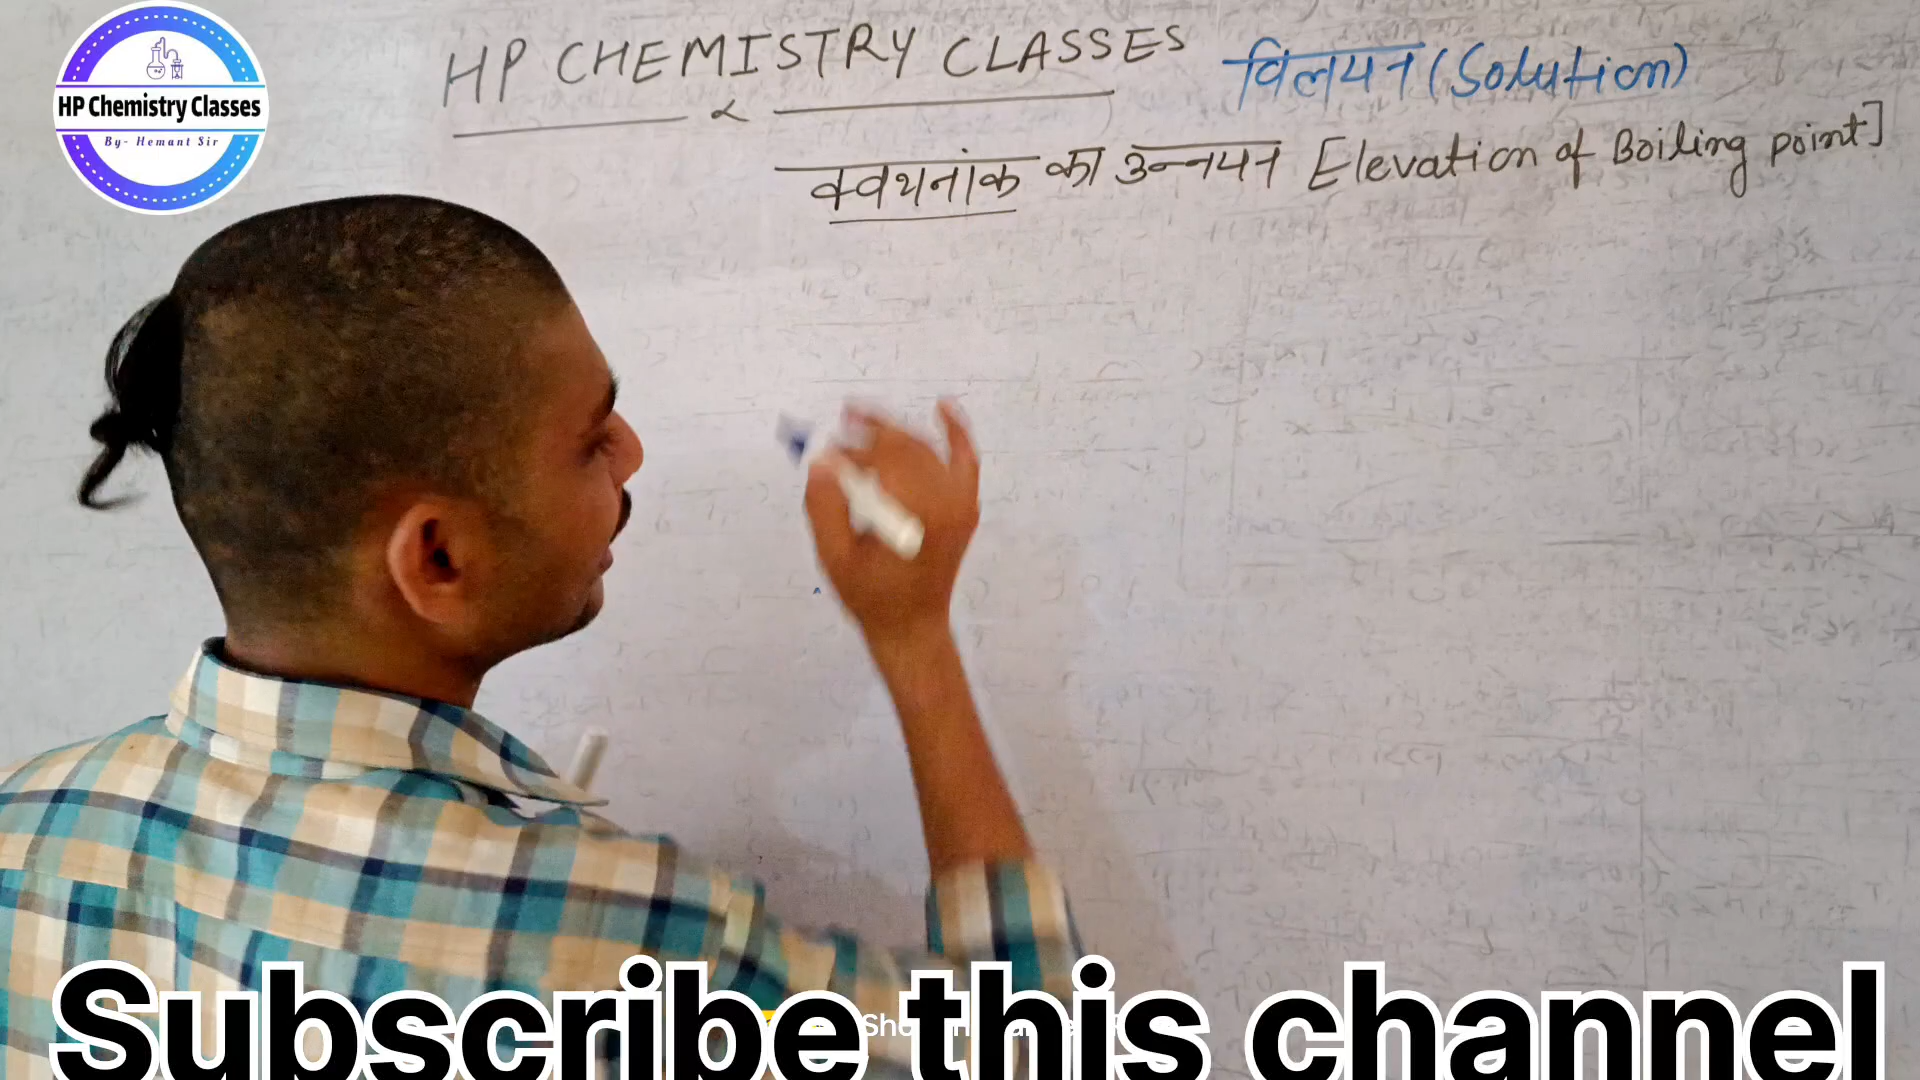 HP Chemistry Classes
By- Hemant Sir
HP CHEMISTRY CLASSES
विलयन (Solution)
क्वथनांक का उन्नयन [Elevation of Boiling point]
Subscribe this channel